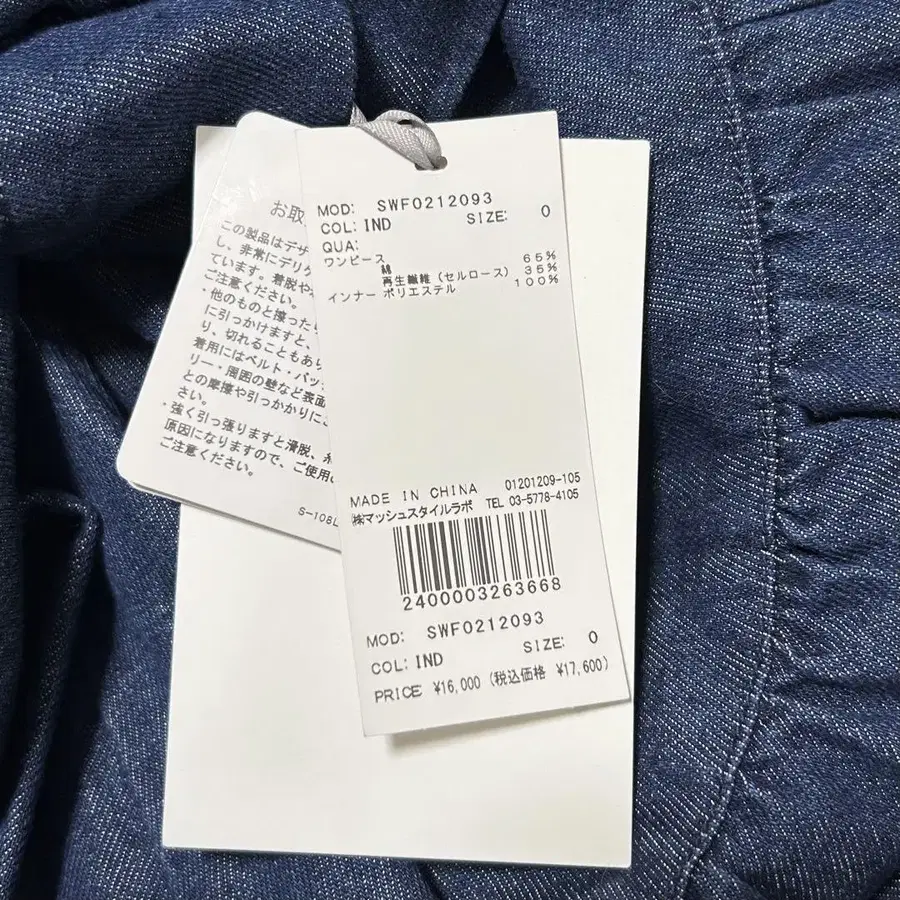 MOD: SWF0212093
COL: IND SIZE: 0
QUA:
ワンピース
綿 65%
再生繊維（セルロース） 35%
インナー ポリエステル 100%
MADE IN CHINA 01201209-105
㈱マッシュスタイルラボ TEL 03-5778-4105
2400003263668
MOD: SWF0212093
COL: IND SIZE: 0
PRICE ¥16,000 (税込価格 ¥17,600)
お取
この製品はデザ
し、非常にデリケ
ています。着脱や
ご注意ください。
・他のものと擦ったり
に引っかけますと、
り、切れることもあり
着用にはベルト・バッ
リー・周囲の壁など表面
との摩擦や引っかかりにご
さい。
・強く引っ張りますと滑脱、糸
原因になりますので、ご使用の
ご注意ください。
S-108L